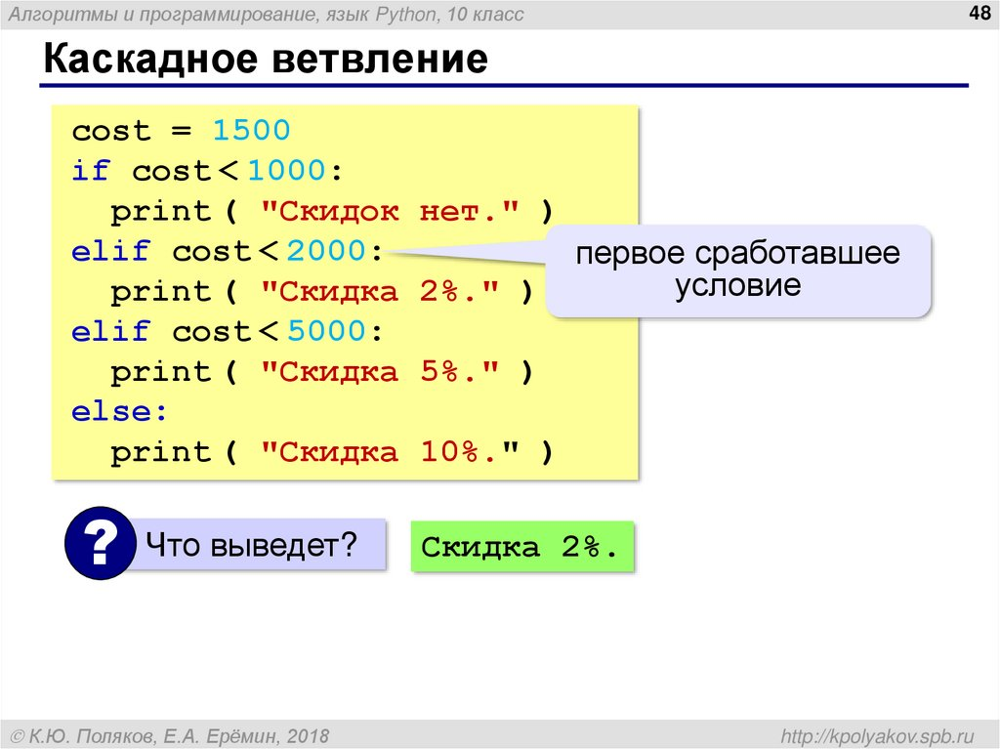 Алгоритмы и программирование, язык Python, 10 класс
48
Каскадное ветвление
cost = 1500
if cost < 1000:
  print ( "Скидок нет." )
elif cost < 2000:
первое сработавшее
условие
  print ( "Скидка 2%." )
elif cost < 5000:
  print ( "Скидка 5%." )
else:
  print ( "Скидка 10%." )
? Что выведет?
Скидка 2%.
© К.Ю. Поляков, Е.А. Ерёмин, 2018
http://kpolyakov.spb.ru